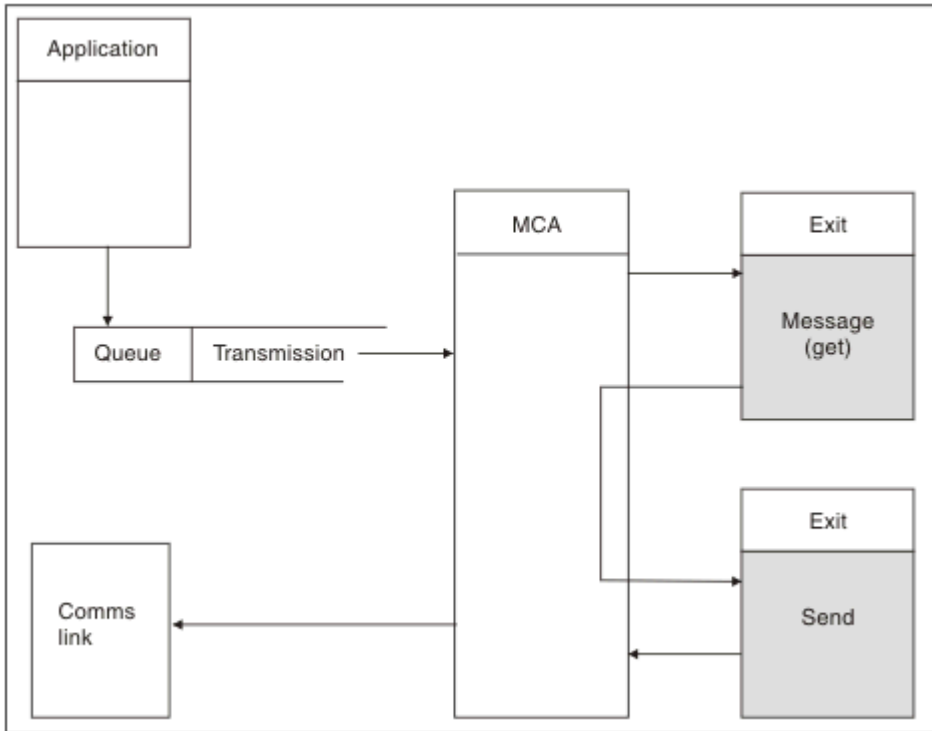 Application
MCA
Exit
Message
(get)
Queue
Transmission
Exit
Comms
link
Send